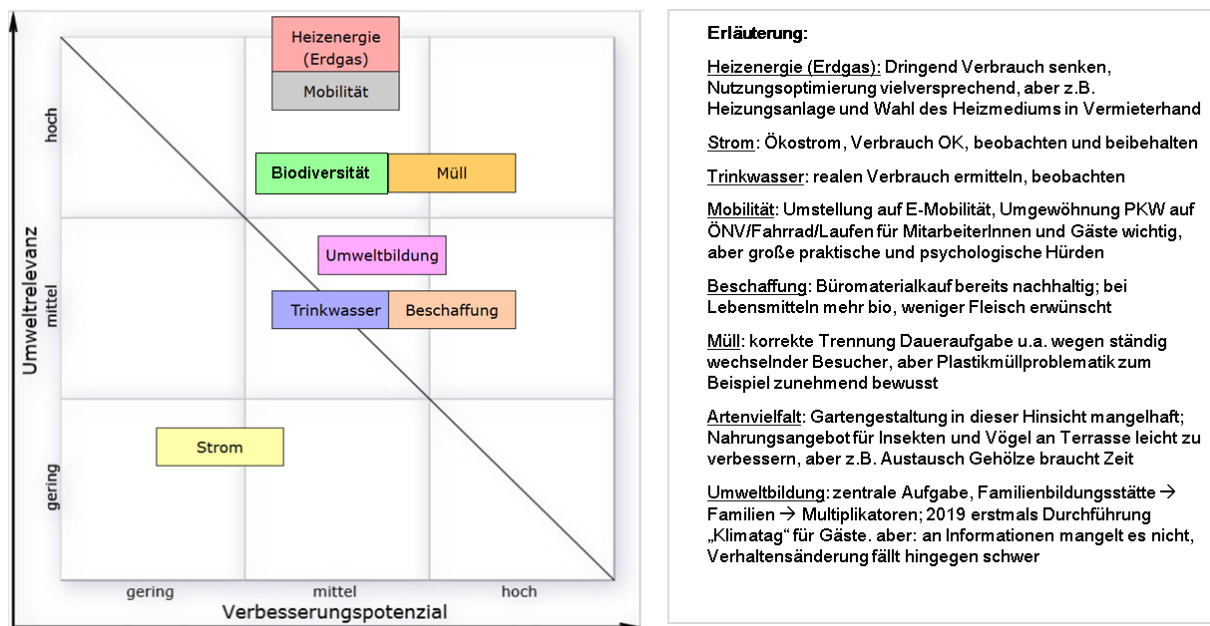 Heizenergie
(Erdgas)
Mobilität
Biodiversität
Müll
Umweltbildung
Trinkwasser
Beschaffung
Strom
Umweltrelevanz
hoch
mittel
gering
gering
mittel
hoch
Verbesserungspotenzial
Erläuterung:
Heizenergie (Erdgas): Dringend Verbrauch senken,
Nutzungsoptimierung vielversprechend, aber z.B.
Heizungsanlage und Wahl des Heizmediums in Vermieterhand
Strom: Ökostrom, Verbrauch OK, beobachten und beibehalten
Trinkwasser: realen Verbrauch ermitteln, beobachten
Mobilität: Umstellung auf E-Mobilität, Umgewöhnung PKW auf
ÖNV/Fahrrad/Laufen für MitarbeiterInnen und Gäste wichtig,
aber große praktische und psychologische Hürden
Beschaffung: Büromaterialkauf bereits nachhaltig; bei
Lebensmitteln mehr bio, weniger Fleisch erwünscht
Müll: korrekte Trennung Daueraufgabe u.a. wegen ständig
wechselnder Besucher, aber Plastikmüllproblematik zum
Beispiel zunehmend bewusst
Artenvielfalt: Gartengestaltung in dieser Hinsicht mangelhaft;
Nahrungsangebot für Insekten und Vögel an Terrasse leicht zu
verbessern, aber z.B. Austausch Gehölze braucht Zeit
Umweltbildung: zentrale Aufgabe, Familienbildungsstätte →
Familien → Multiplikatoren; 2019 erstmals Durchführung
„Klimatag“ für Gäste. aber: an Informationen mangelt es nicht,
Verhaltensänderung fällt hingegen schwer